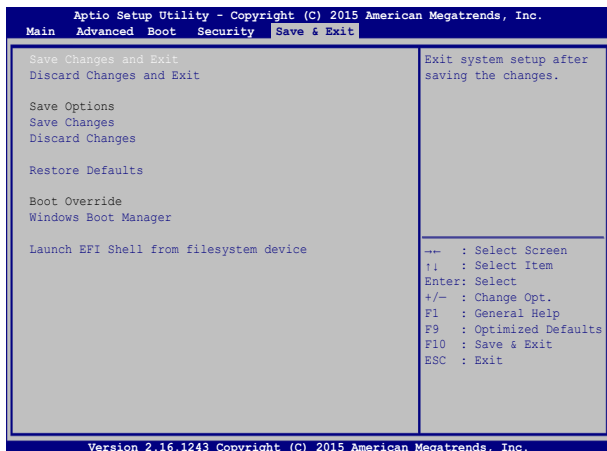 Aptio Setup Utility - Copyright (C) 2015 American Megatrends, Inc.
Main Advanced Boot Security Save & Exit
Save Changes and Exit
Discard Changes and Exit
Save Options
Save Changes
Discard Changes
Restore Defaults
Boot Override
Windows Boot Manager
Launch EFI Shell from filesystem device
Exit system setup after
saving the changes.
→← : Select Screen
↑↓ : Select Item
Enter: Select
+/— : Change Opt.
F1 : General Help
F9 : Optimized Defaults
F10 : Save & Exit
ESC : Exit
Version 2.16.1243 Copyright (C) 2015 American Megatrends, Inc.